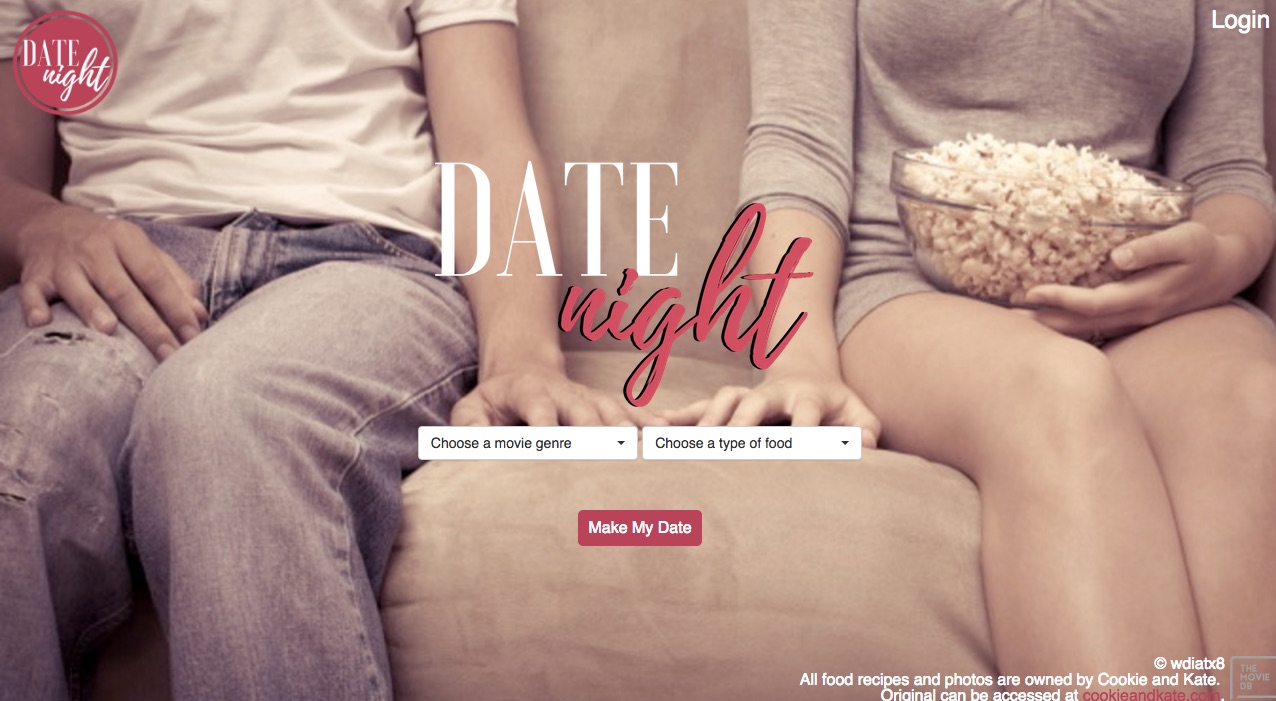 DATE
night
Login
DATE
night
Choose a movie genre
Choose a type of food
Make My Date
© wdiatx8
All food recipes and photos are owned by Cookie and Kate.
Original can be accessed at cookieandkate.com.
THE
MOVIE
DB